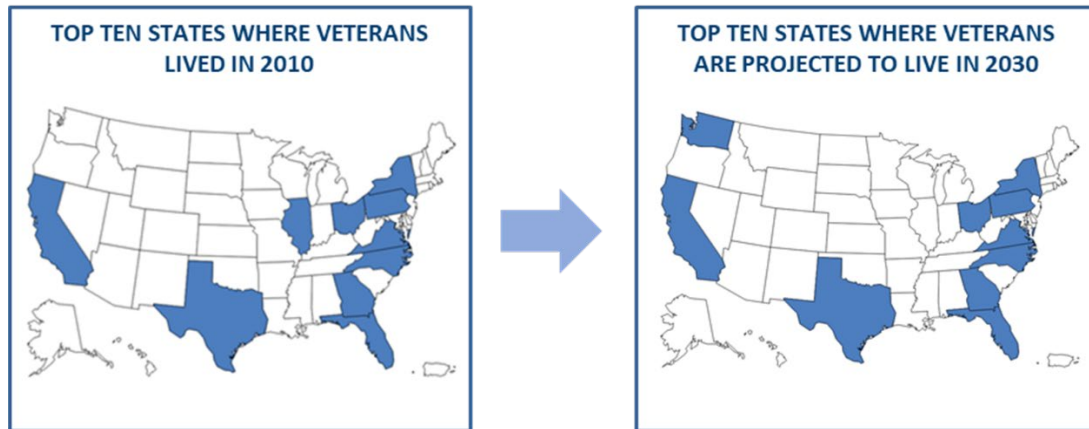 TOP TEN STATES WHERE VETERANS
LIVED IN 2010
TOP TEN STATES WHERE VETERANS
ARE PROJECTED TO LIVE IN 2030